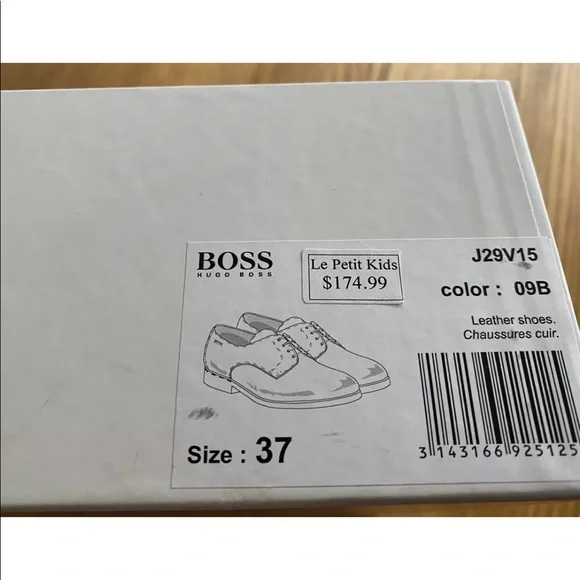 BOSS
HUGO BOSS
Le Petit Kids
$174.99
J29V15
color : 09B
Leather shoes.
Chaussures cuir.
Size : 37
3 143166 925125